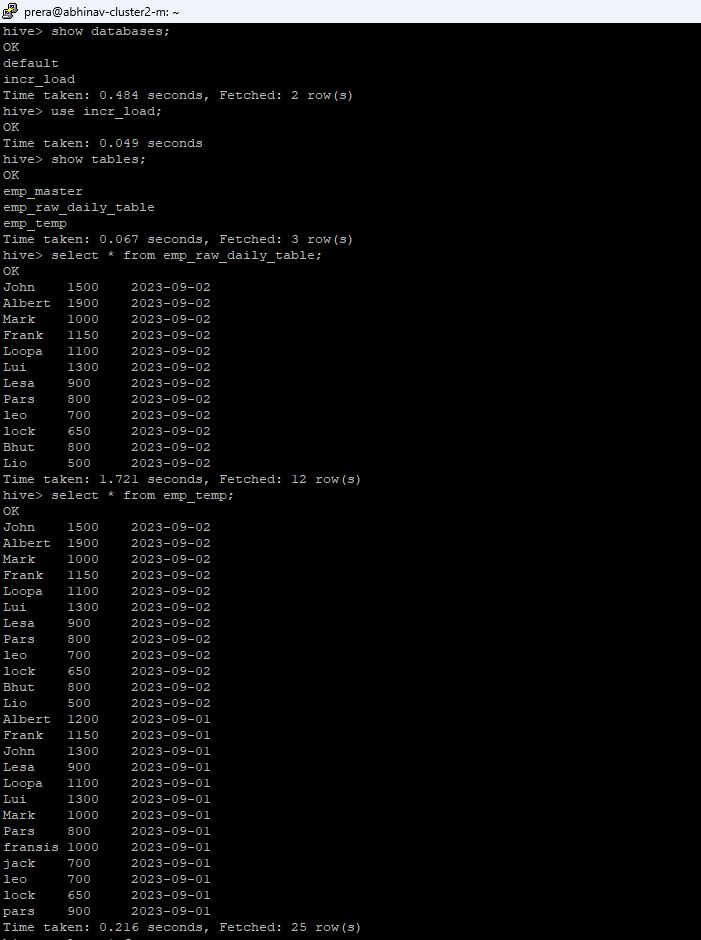 prera@abhinav-cluster2-m: ~
hive> show databases;
OK
default
incr_load
Time taken: 0.484 seconds, Fetched: 2 row(s)
hive> use incr_load;
OK
Time taken: 0.049 seconds
hive> show tables;
OK
emp_master
emp_raw_daily_table
emp_temp
Time taken: 0.067 seconds, Fetched: 3 row(s)
hive> select * from emp_raw_daily_table;
OK
John    1500    2023-09-02
Albert  1900    2023-09-02
Mark    1000    2023-09-02
Frank   1150    2023-09-02
Loopa   1100    2023-09-02
Lui     1300    2023-09-02
Lesa    900     2023-09-02
Pars    800     2023-09-02
leo     700     2023-09-02
lock    650     2023-09-02
Bhut    800     2023-09-02
Lio     500     2023-09-02
Time taken: 1.721 seconds, Fetched: 12 row(s)
hive> select * from emp_temp;
OK
John    1500    2023-09-02
Albert  1900    2023-09-02
Mark    1000    2023-09-02
Frank   1150    2023-09-02
Loopa   1100    2023-09-02
Lui     1300    2023-09-02
Lesa    900     2023-09-02
Pars    800     2023-09-02
leo     700     2023-09-02
lock    650     2023-09-02
Bhut    800     2023-09-02
Lio     500     2023-09-02
Albert  1200    2023-09-01
Frank   1150    2023-09-01
John    1300    2023-09-01
Lesa    900     2023-09-01
Loopa   1100    2023-09-01
Lui     1300    2023-09-01
Mark    1000    2023-09-01
Pars    800     2023-09-01
fransis 1000    2023-09-01
jack    700     2023-09-01
leo     700     2023-09-01
lock    650     2023-09-01
pars    900     2023-09-01
Time taken: 0.216 seconds, Fetched: 25 row(s)